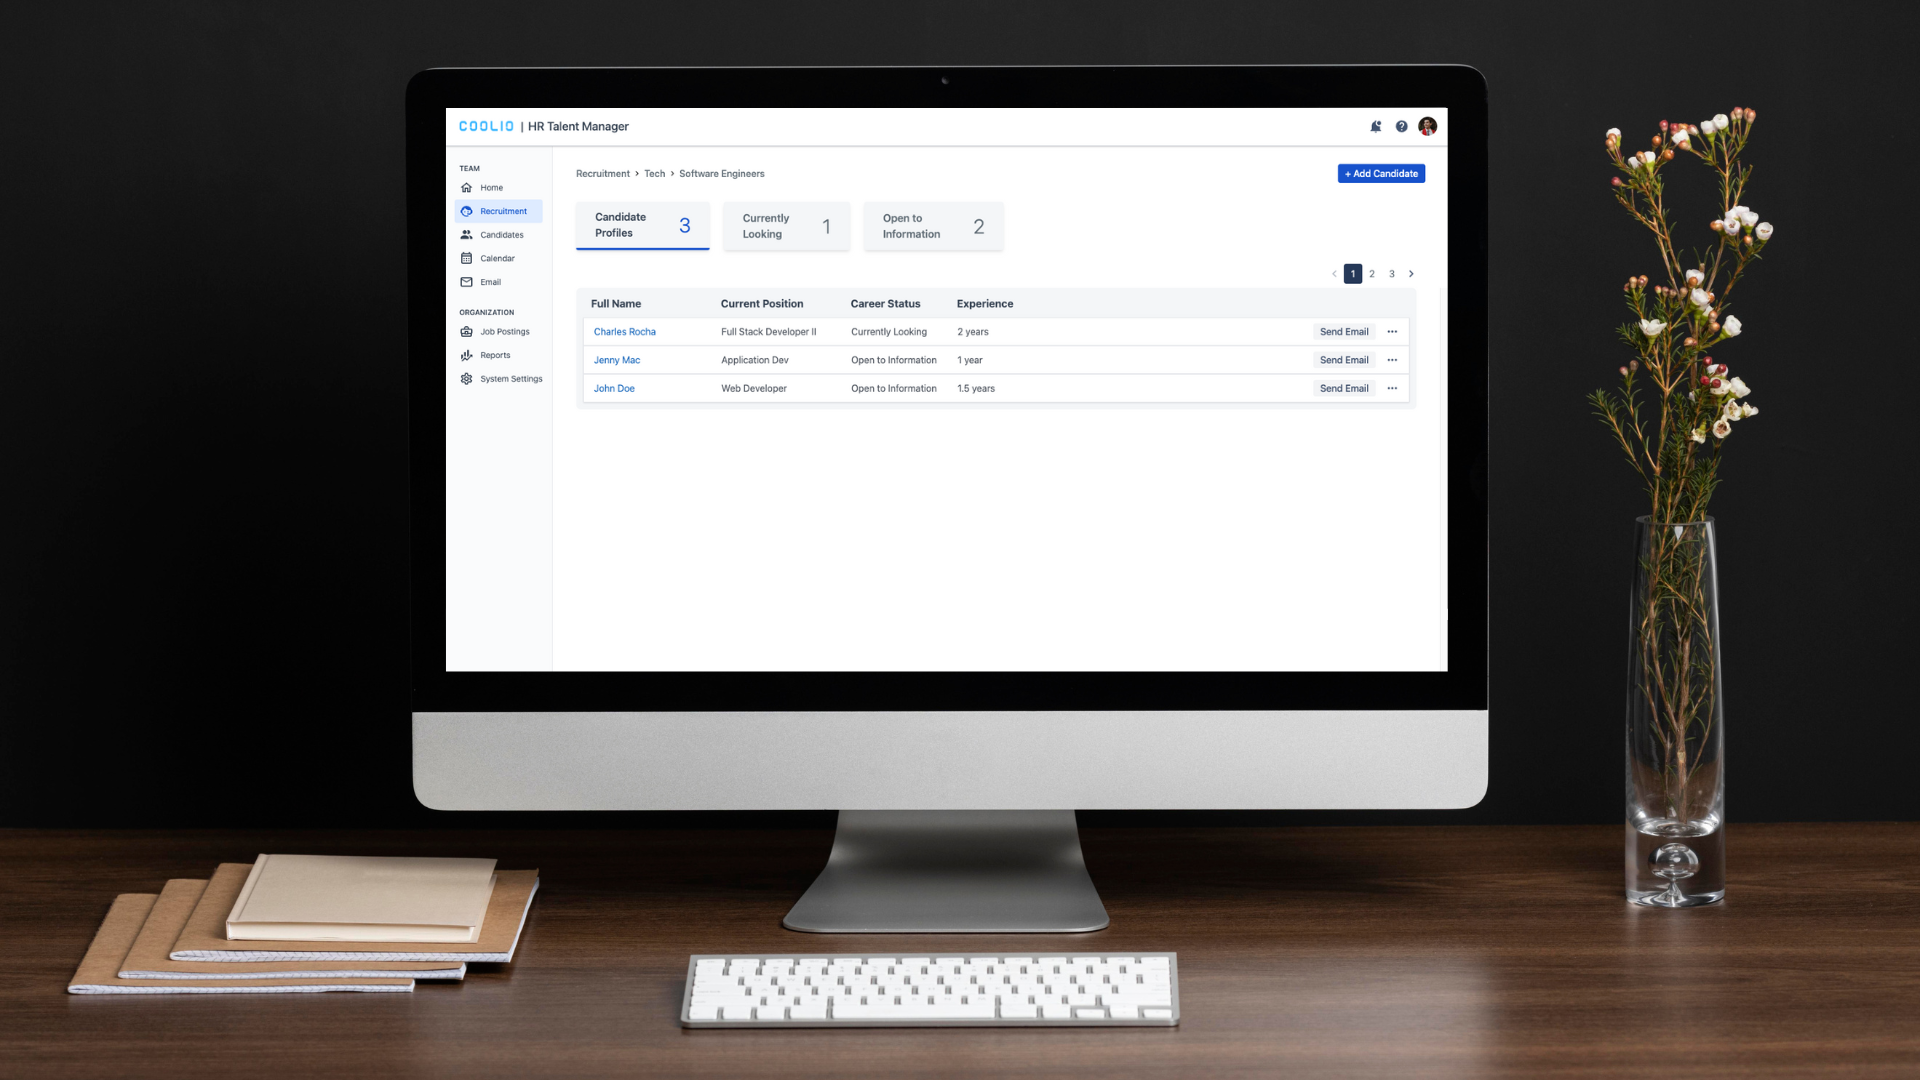 COOLIO | HR Talent Manager
TEAM
Home
Recruitment
Candidates
Calendar
Email
ORGANIZATION
Job Postings
Reports
System Settings
Recruitment > Tech > Software Engineers
+ Add Candidate
Candidate
Profiles
3
Currently
Looking
1
Open to
Information
2
< 1 2 3 >
Full Name Current Position Career Status Experience
Charles Rocha Full Stack Developer II Currently Looking 2 years Send Email ···
Jenny Mac Application Dev Open to Information 1 year Send Email ···
John Doe Web Developer Open to Information 1.5 years Send Email ···